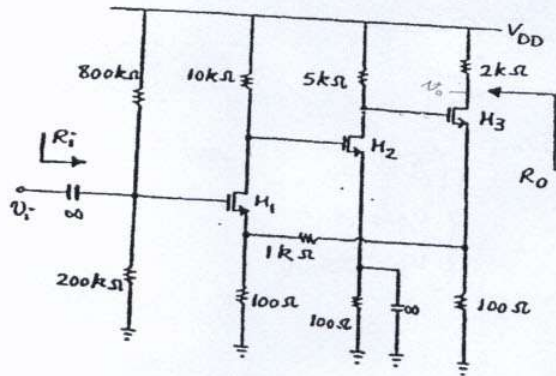 V_DD
800kΩ
10kΩ
5kΩ
2kΩ
v_o
R_i
H_3
H_2
R_O
H_1
v_i
∞
1kΩ
200kΩ
100Ω
100Ω
∞
100Ω